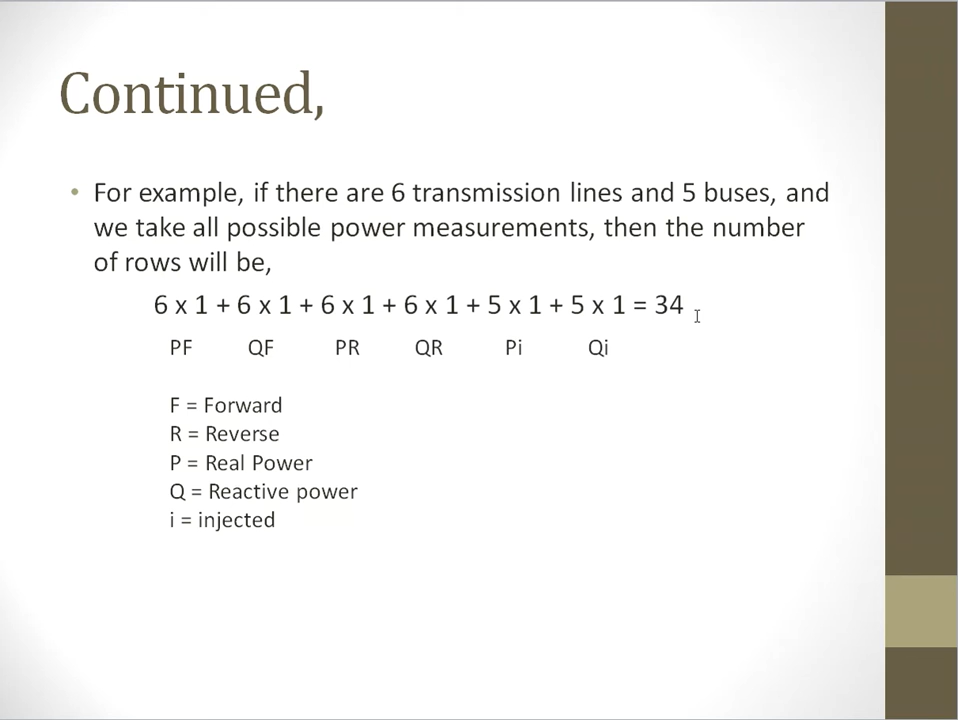 Continued,
• For example, if there are 6 transmission lines and 5 buses, and
we take all possible power measurements, then the number
of rows will be,
6 x 1 + 6 x 1 + 6 x 1 + 6 x 1 + 5 x 1 + 5 x 1 = 34
PF QF PR QR Pi Qi
F = Forward
R = Reverse
P = Real Power
Q = Reactive power
i = injected